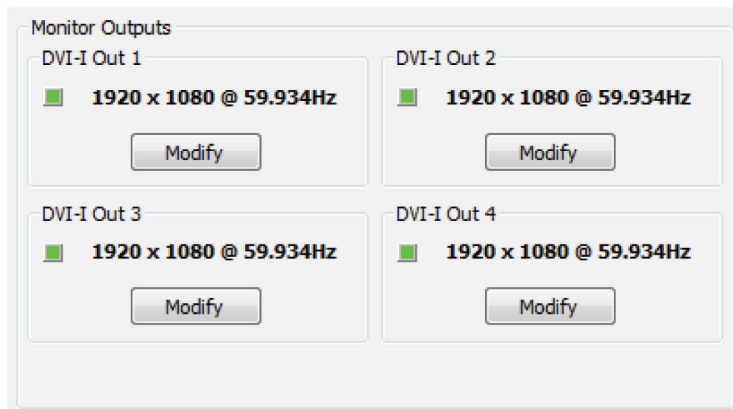 Monitor Outputs
DVI-I Out 1
1920 x 1080 @ 59.934Hz
Modify
DVI-I Out 2
1920 x 1080 @ 59.934Hz
Modify
DVI-I Out 3
1920 x 1080 @ 59.934Hz
Modify
DVI-I Out 4
1920 x 1080 @ 59.934Hz
Modify